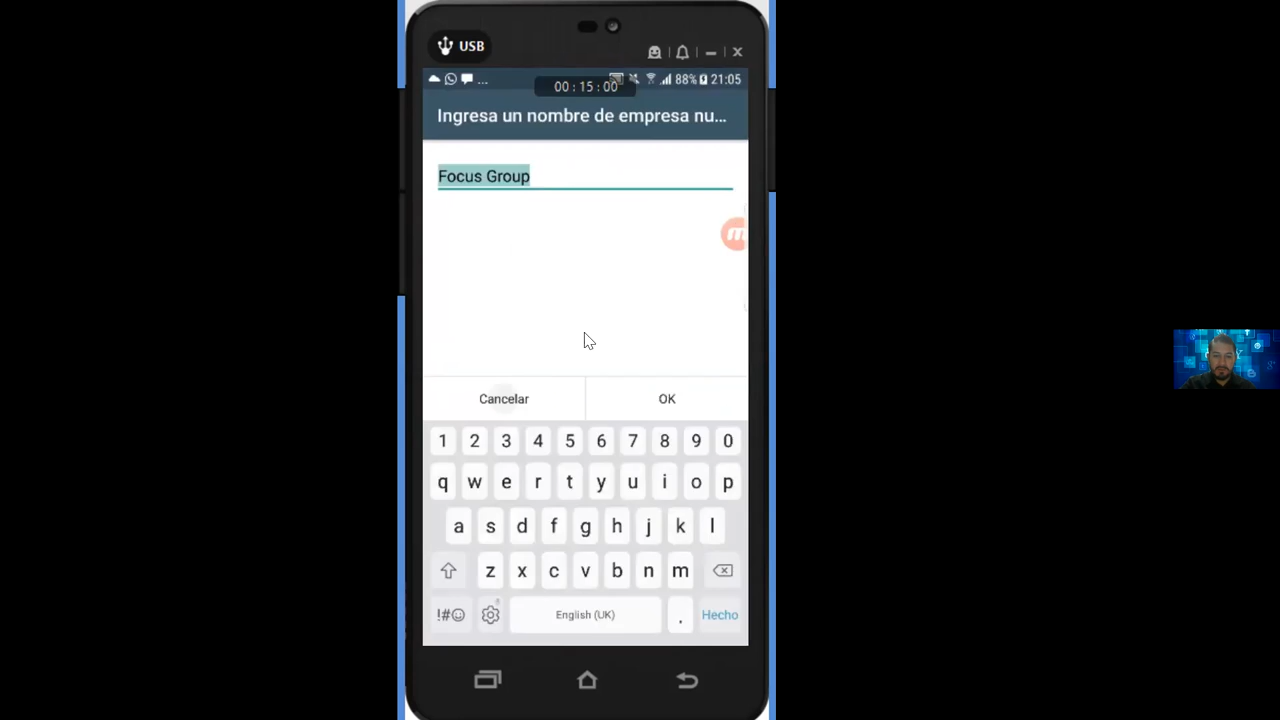 USB
88% 21:05
00 : 15 : 00
Ingresa un nombre de empresa nu...
Focus Group
Cancelar OK
1 2 3 4 5 6 7 8 9 0
q w e r t y u i o p
a s d f g h j k l
z x c v b n m
!#☺ English (UK) . Hecho